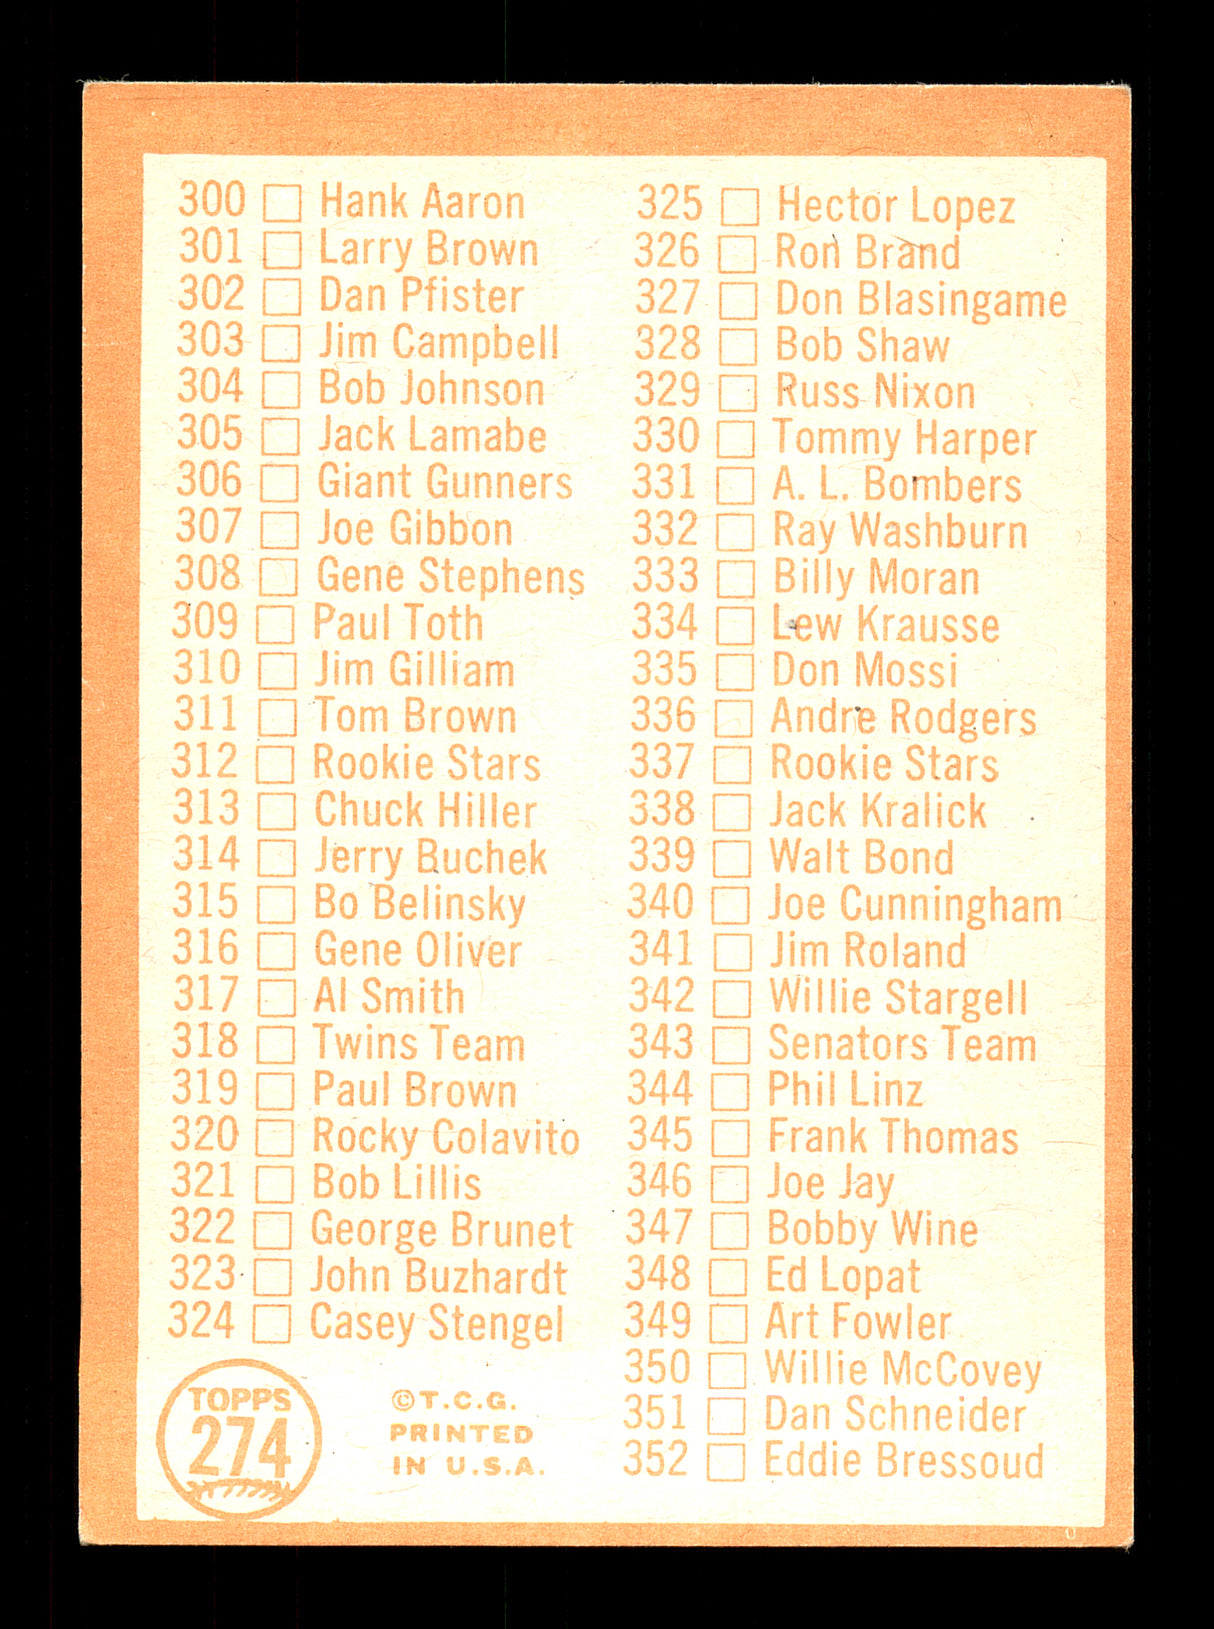 300 Hank Aaron
301 Larry Brown
302 Dan Pfister
303 Jim Campbell
304 Bob Johnson
305 Jack Lamabe
306 Giant Gunners
307 Joe Gibbon
308 Gene Stephens
309 Paul Toth
310 Jim Gilliam
311 Tom Brown
312 Rookie Stars
313 Chuck Hiller
314 Jerry Buchek
315 Bo Belinsky
316 Gene Oliver
317 Al Smith
318 Twins Team
319 Paul Brown
320 Rocky Colavito
321 Bob Lillis
322 George Brunet
323 John Buzhardt
324 Casey Stengel
TOPPS
274
©T.C.G.
PRINTED
IN U.S.A.
325 Hector Lopez
326 Ron Brand
327 Don Blasingame
328 Bob Shaw
329 Russ Nixon
330 Tommy Harper
331 A. L. Bombers
332 Ray Washburn
333 Billy Moran
334 Lew Krausse
335 Don Mossi
336 Andre Rodgers
337 Rookie Stars
338 Jack Kralick
339 Walt Bond
340 Joe Cunningham
341 Jim Roland
342 Willie Stargell
343 Senators Team
344 Phil Linz
345 Frank Thomas
346 Joe Jay
347 Bobby Wine
348 Ed Lopat
349 Art Fowler
350 Willie McCovey
351 Dan Schneider
352 Eddie Bressoud
0